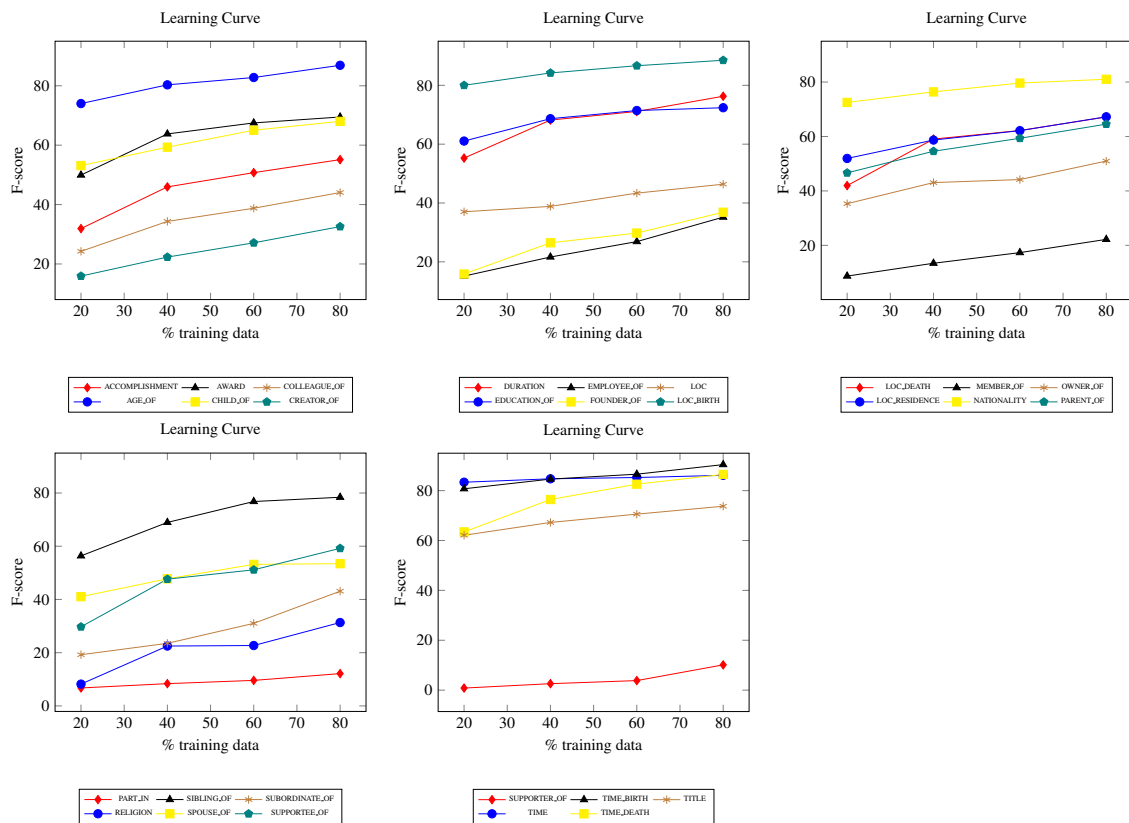 Learning Curve
F-score
80
60
40
20
20 30 40 50 60 70 80
% training data
ACCOMPLISHMENT AWARD COLLEAGUE_OF
AGE_OF CHILD_OF CREATOR_OF
Learning Curve
F-score
80
60
40
20
20 30 40 50 60 70 80
% training data
DURATION EMPLOYEE_OF LOC
EDUCATION_OF FOUNDER_OF LOC_BIRTH
Learning Curve
F-score
80
60
40
20
20 30 40 50 60 70 80
% training data
LOC_DEATH MEMBER_OF OWNER_OF
LOC_RESIDENCE NATIONALITY PARENT_OF
Learning Curve
F-score
80
60
40
20
0
20 30 40 50 60 70 80
% training data
PART_IN SIBLING_OF SUBORDINATE_OF
RELIGION SPOUSE_OF SUPPORTEE_OF
Learning Curve
F-score
80
60
40
20
0
20 30 40 50 60 70 80
% training data
SUPPORTER_OF TIME_BIRTH TITLE
TIME TIME_DEATH